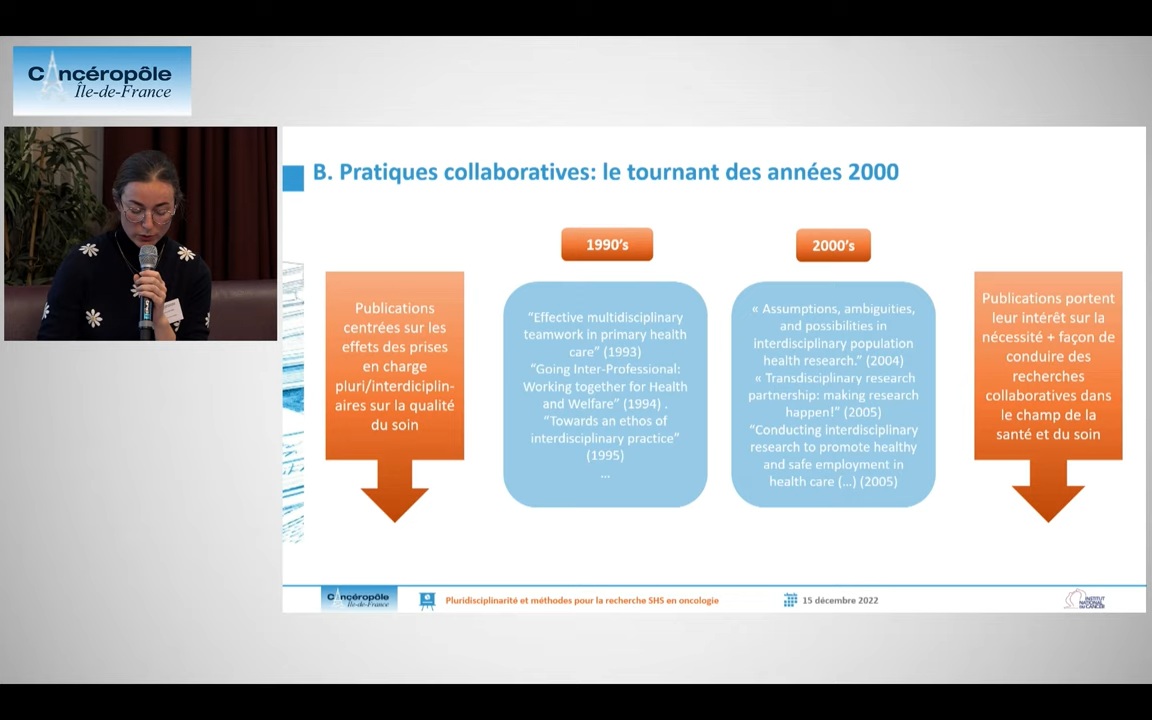 Cancéropôle
Île-de-France
B. Pratiques collaboratives: le tournant des années 2000
Publications
centrées sur les
effets des prises
en charge
pluri/interdiciplin-
aires sur la qualité
du soin
1990's
“Effective multidisciplinary
teamwork in primary health
care” (1993)
“Going Inter-Professional:
Working together for Health
and Welfare” (1994) .
“Towards an ethos of
interdisciplinary practice”
(1995)
...
2000's
« Assumptions, ambiguities,
and possibilities in
interdisciplinary population
health research.” (2004)
« Transdisciplinary research
partnership: making research
happen!” (2005)
“Conducting interdisciplinary
research to promote healthy
and safe employment in
health care (...) (2005)
Publications portent
leur intérêt sur la
nécessité + façon de
conduire des
recherches
collaboratives dans
le champ de la
santé et du soin
Cancéropôle
Île-de-France
Pluridisciplinarité et méthodes pour la recherche SHS en oncologie
15 décembre 2022
INSTITUT
NATIONAL
DU CANCER